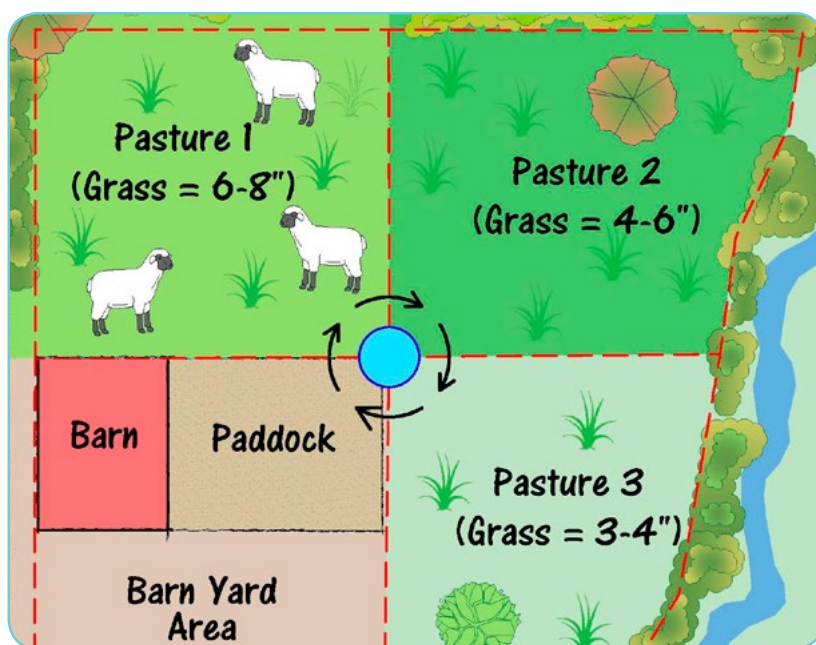 Pasture 1
(Grass = 6-8")
Pasture 2
(Grass = 4-6")
Barn
Paddock
Pasture 3
(Grass = 3-4")
Barn Yard
Area